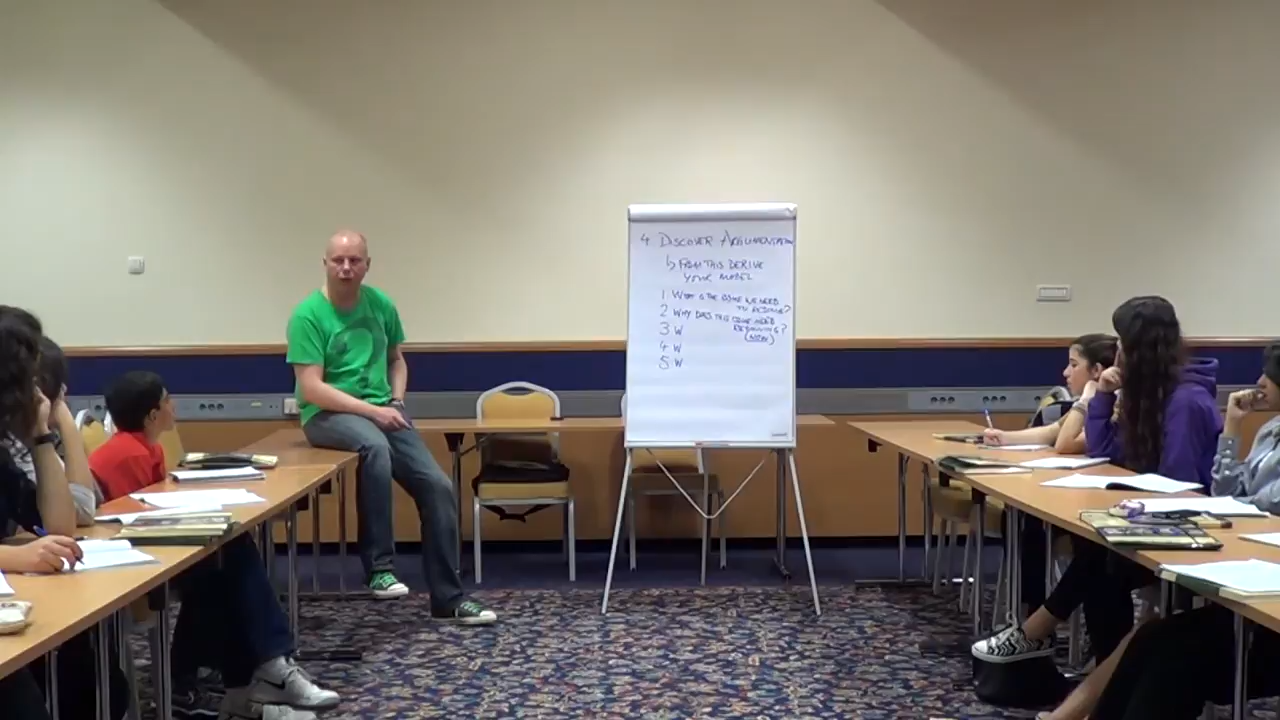 4 DISCOVER ARGUMENTATION
↳ FROM THIS DERIVE
YOUR MODEL
1 WHAT IS THE ISSUE WE NEED
TO RESOLVE?
2 WHY DOES THIS ISSUE NEED
RESOLVING?
(NOW)
3 W
4 W
5 W